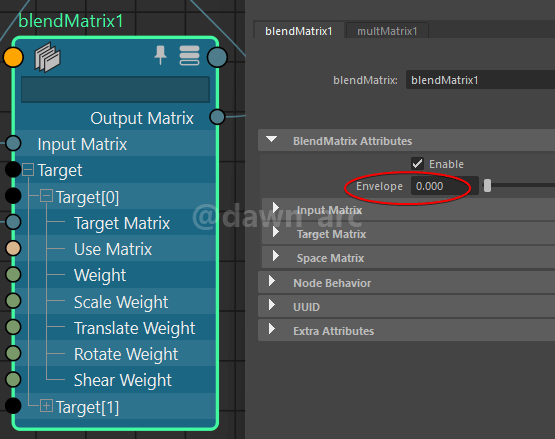 blendMatrix1
Output Matrix
Input Matrix
Target
Target[0]
Target Matrix
Use Matrix
Weight
Scale Weight
Translate Weight
Rotate Weight
Shear Weight
Target[1]
blendMatrix1 multMatrix1
blendMatrix: blendMatrix1
BlendMatrix Attributes
Enable
Envelope 0.000
Input Matrix
Target Matrix
Space Matrix
Node Behavior
UUID
Extra Attributes
@dawn_arc